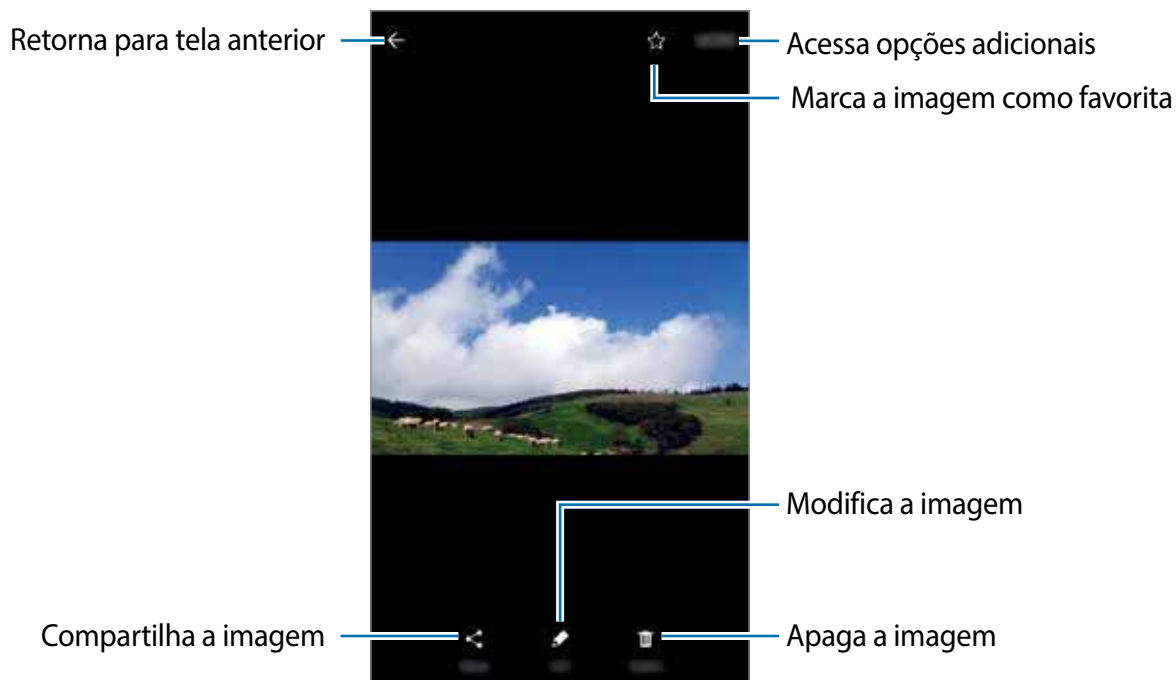 Retorna para tela anterior
Acessa opções adicionais
Marca a imagem como favorita
Modifica a imagem
Compartilha a imagem
Apaga a imagem